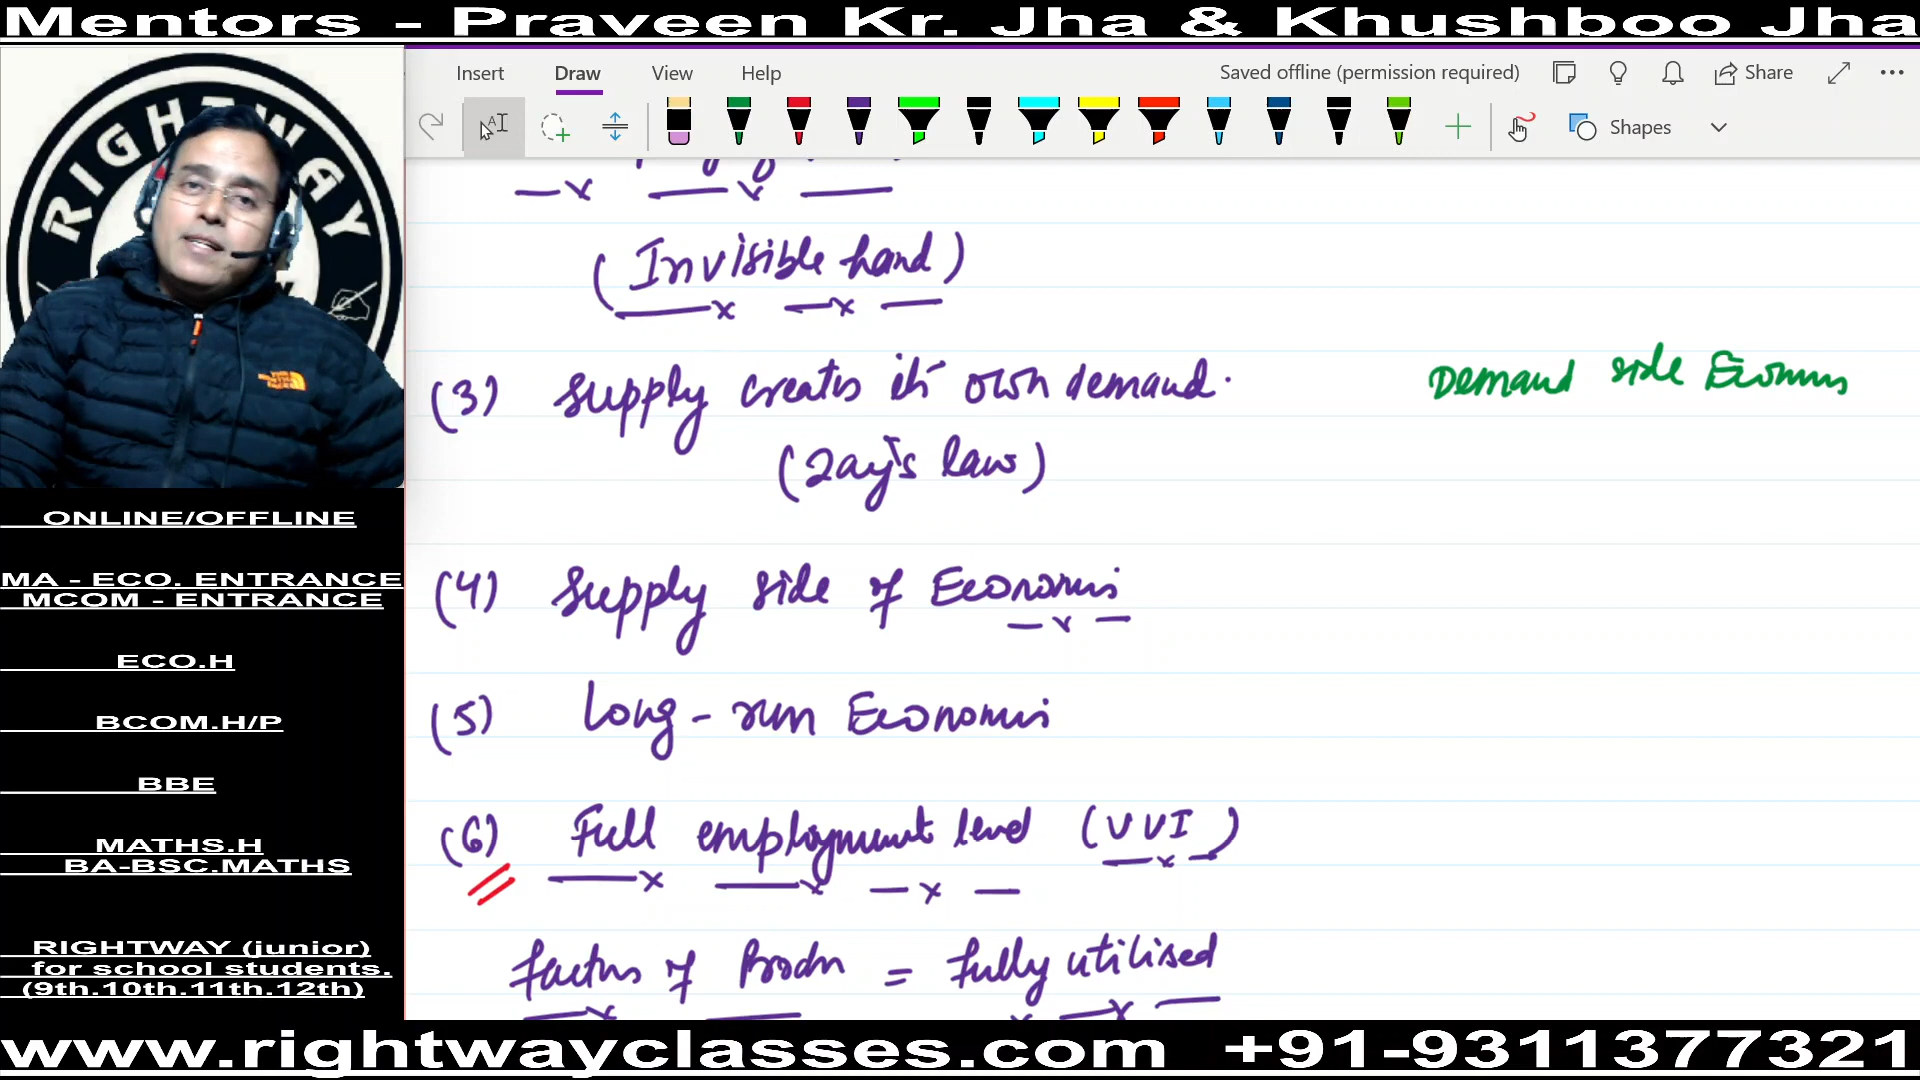 Mentors - Praveen Kr. Jha & Khushboo Jha
RIGHTWAY
Insert Draw View Help
Saved offline (permission required) Share
Shapes
(Invisible hand)
(3) Supply creates its own demand.
Demand side Economics
(Say's law)
(4) Supply side of Economics
(5) Long-run Economics
(6) Full employment level (VVI)
factors of Prodn = fully utilised
ONLINE/OFFLINE
MA - ECO. ENTRANCE
MCOM - ENTRANCE
ECO.H
BCOM.H/P
BBE
MATHS.H
BA-BSC.MATHS
RIGHTWAY (junior)
for school students.
(9th.10th.11th.12th)
www.rightwayclasses.com +91-9311377321